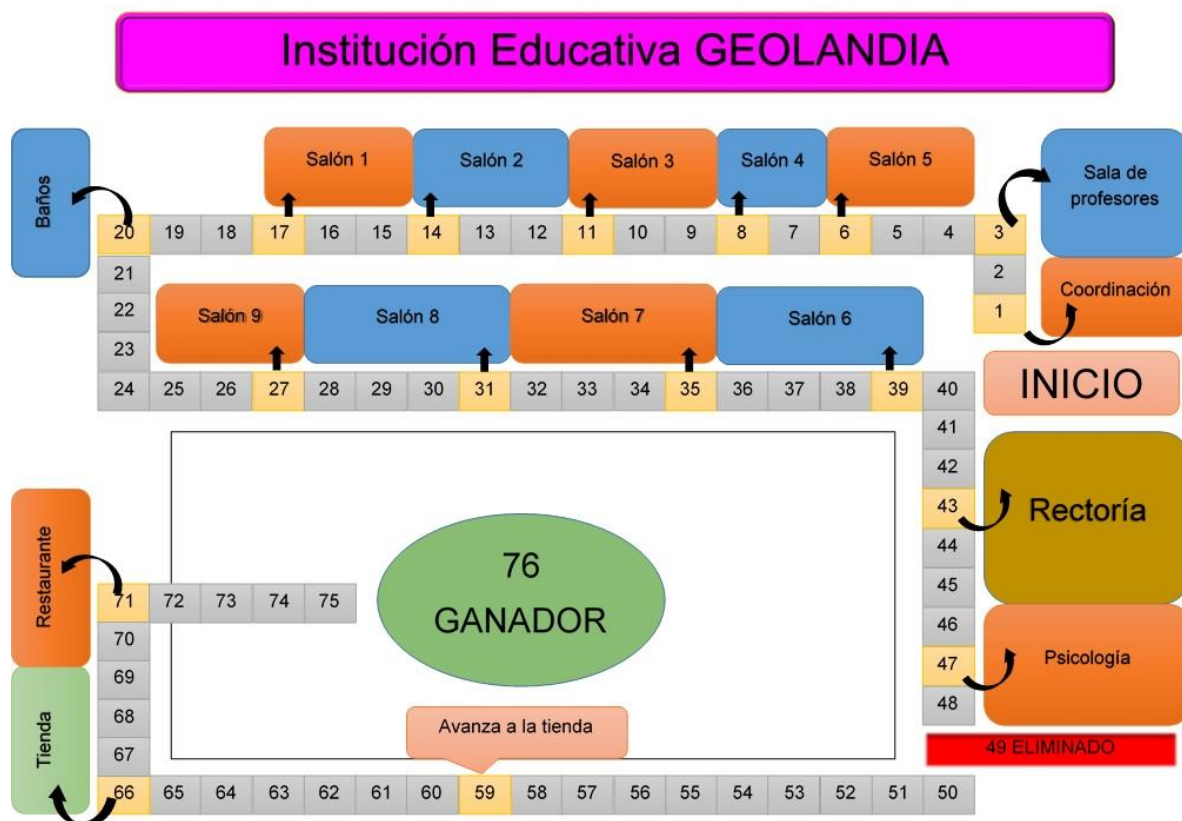 Institución Educativa GEOLANDIA
Baños
Salón 1
Salón 2
Salón 3
Salón 4
Salón 5
Sala de
profesores
20 19 18 17 16 15 14 13 12 11 10 9 8 7 6 5 4 3
21
2
Coordinación
22
Salón 9
Salón 8
Salón 7
Salón 6
1
23
24 25 26 27 28 29 30 31 32 33 34 35 36 37 38 39 40
INICIO
41
42
Restaurante
43
Rectoría
44
76
GANADOR
71 72 73 74 75
45
70
46
69
47
Psicología
Tienda
68
48
Avanza a la tienda
67
49 ELIMINADO
66 65 64 63 62 61 60 59 58 57 56 55 54 53 52 51 50